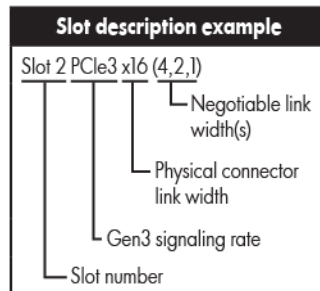 Slot description example
Slot 2 PCIe3 x16 (4,2,1)
Negotiable link
width(s)
Physical connector
link width
Gen3 signaling rate
Slot number